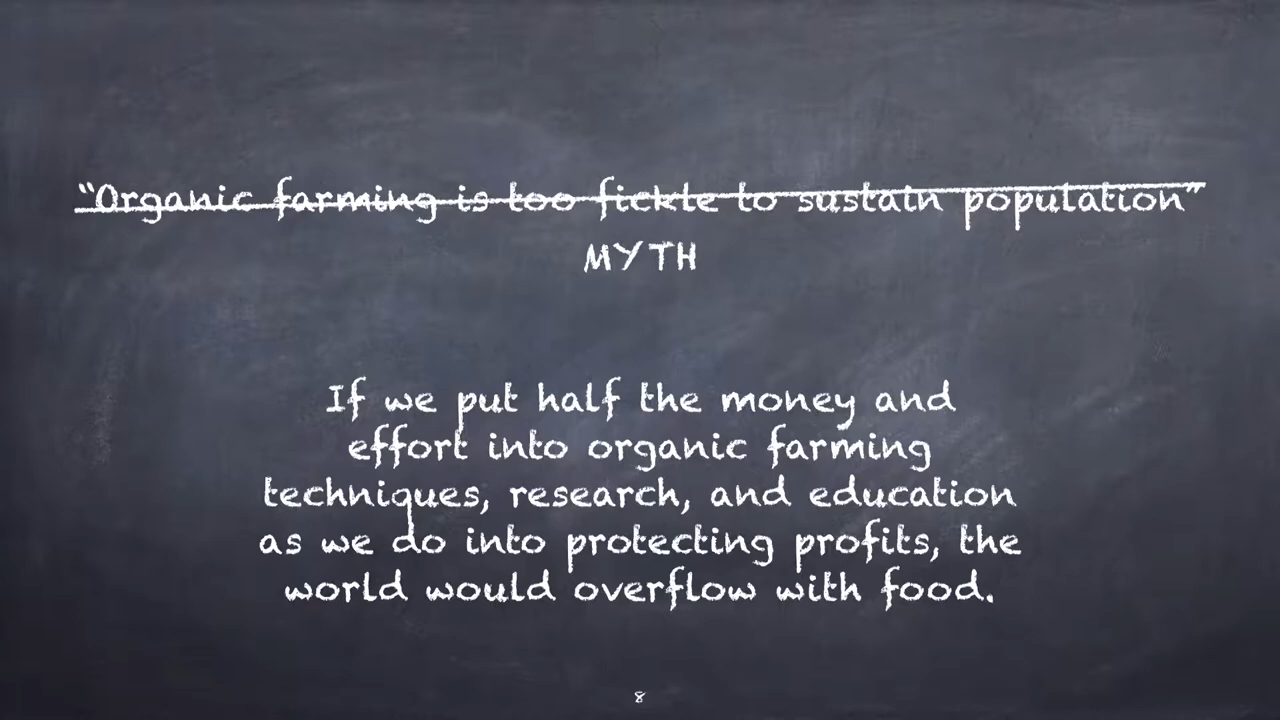 “Organic farming is too fickle to sustain population”
MYTH
If we put half the money and
effort into organic farming
techniques, research, and education
as we do into protecting profits, the
world would overflow with food.
8